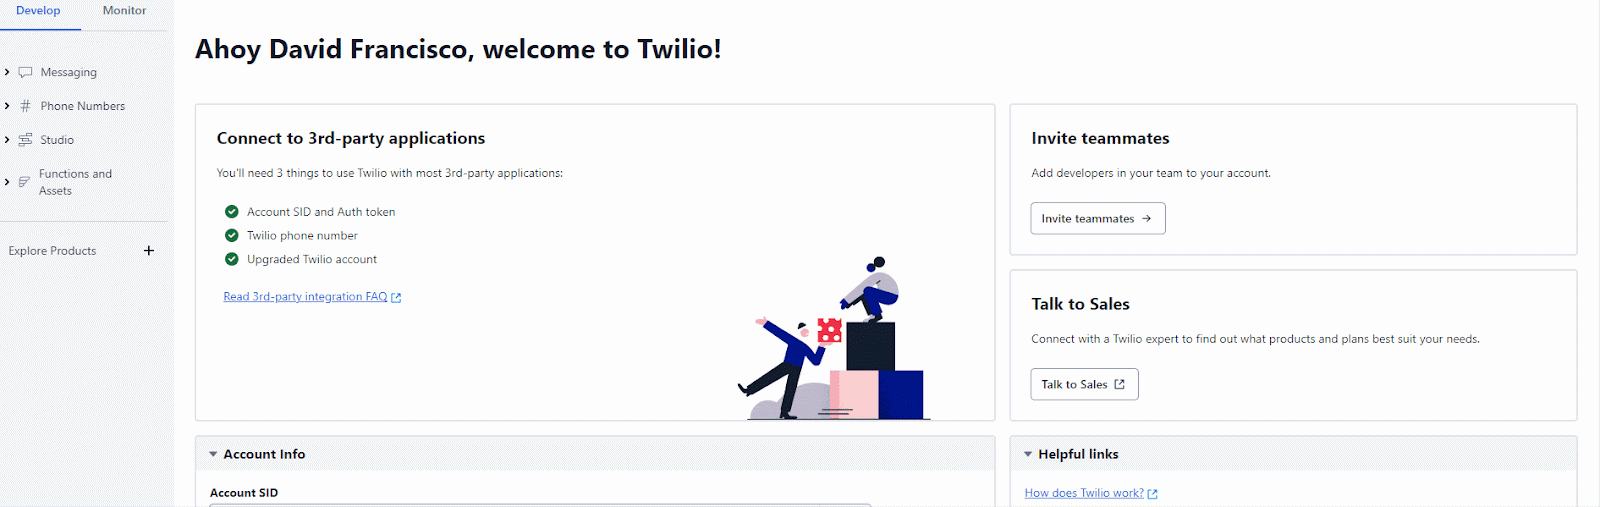 Develop
Monitor
Messaging
Phone Numbers
Studio
Functions and
Assets
Explore Products
Ahoy David Francisco, welcome to Twilio!
Connect to 3rd-party applications
You'll need 3 things to use Twilio with most 3rd-party applications:
Account SID and Auth token
Twilio phone number
Upgraded Twilio account
Read 3rd-party integration FAQ
Invite teammates
Add developers in your team to your account.
Invite teammates
Talk to Sales
Connect with a Twilio expert to find out what products and plans best suit your needs.
Talk to Sales
Account Info
Account SID
Helpful links
How does Twilio work?